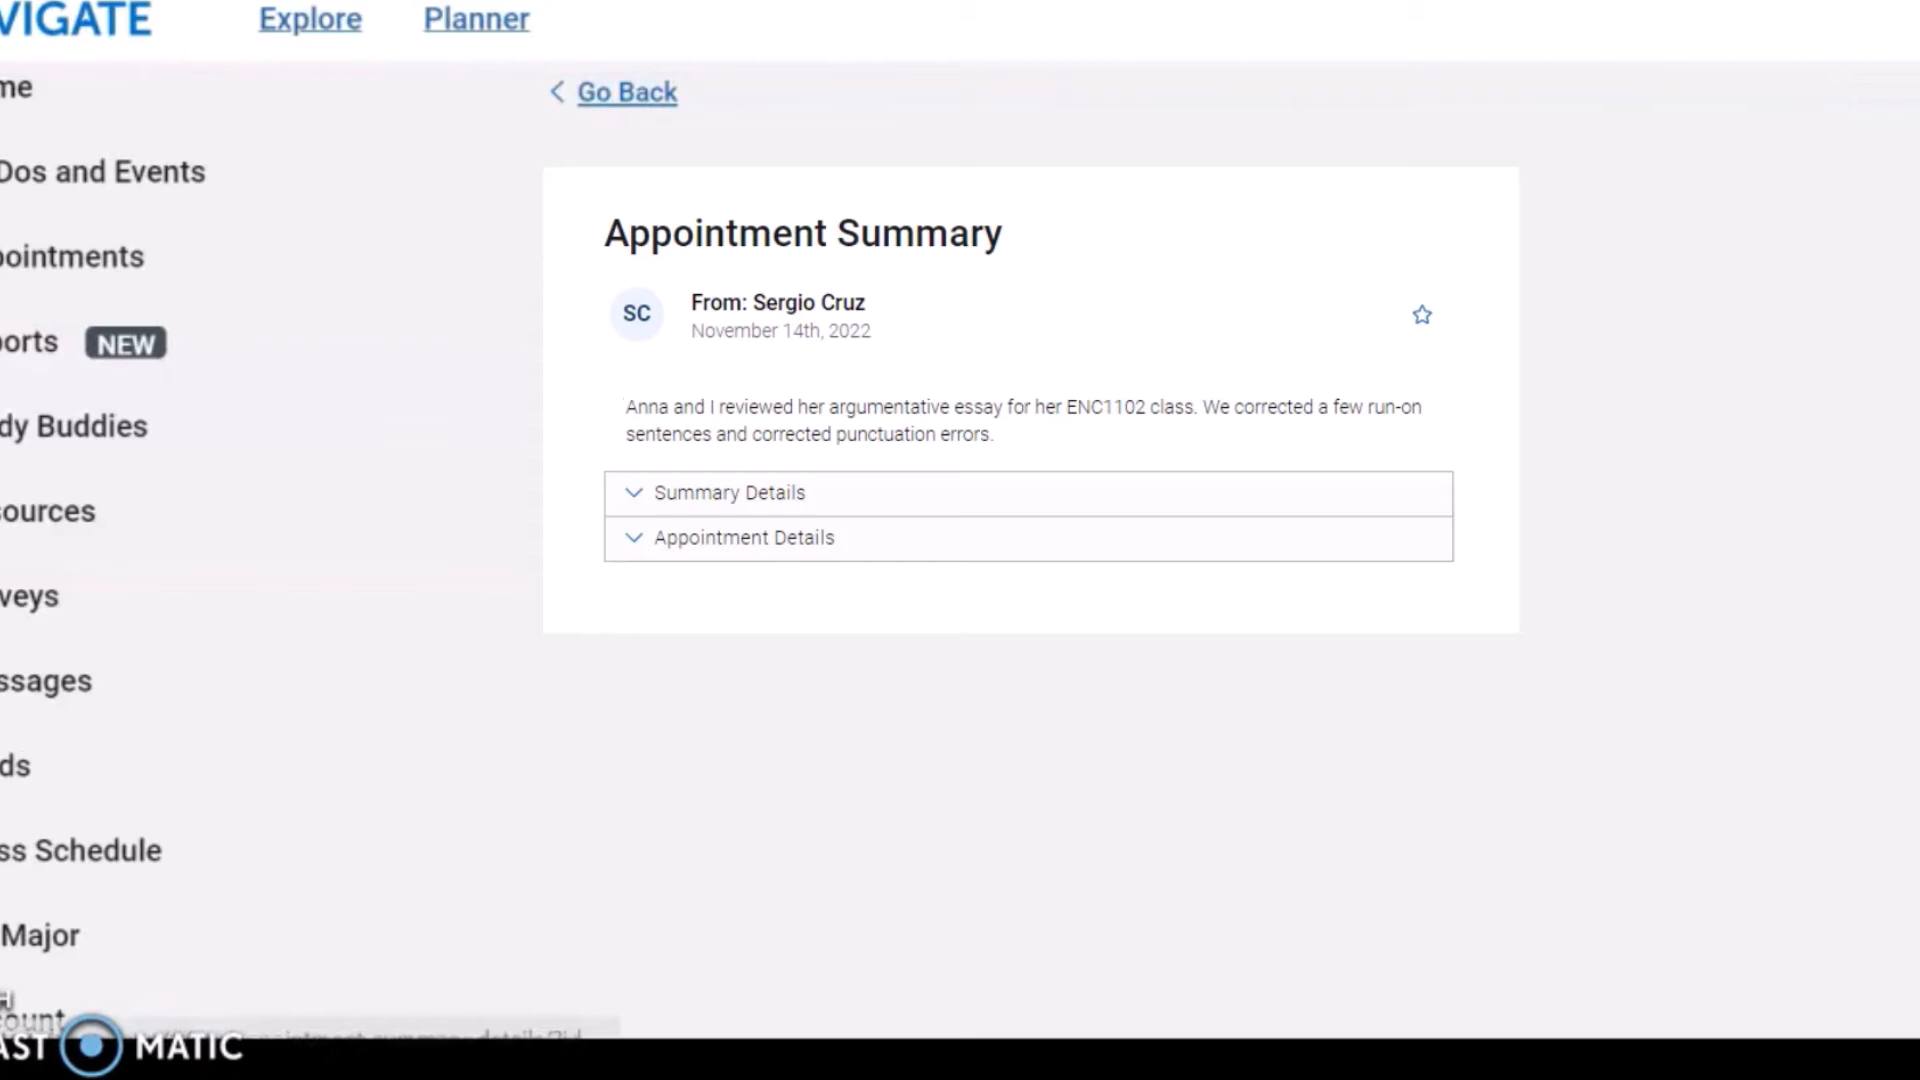 VIGATE Explore Planner
me
Go Back
Dos and Events
Appointment Summary
pointments
SC From: Sergio Cruz
November 14th, 2022
ports NEW
Anna and I reviewed her argumentative essay for her ENC1102 class. We corrected a few run-on
sentences and corrected punctuation errors.
dy Buddies
Summary Details
sources
Appointment Details
veys
ssages
ds
ss Schedule
Major
ount
AST MATIC